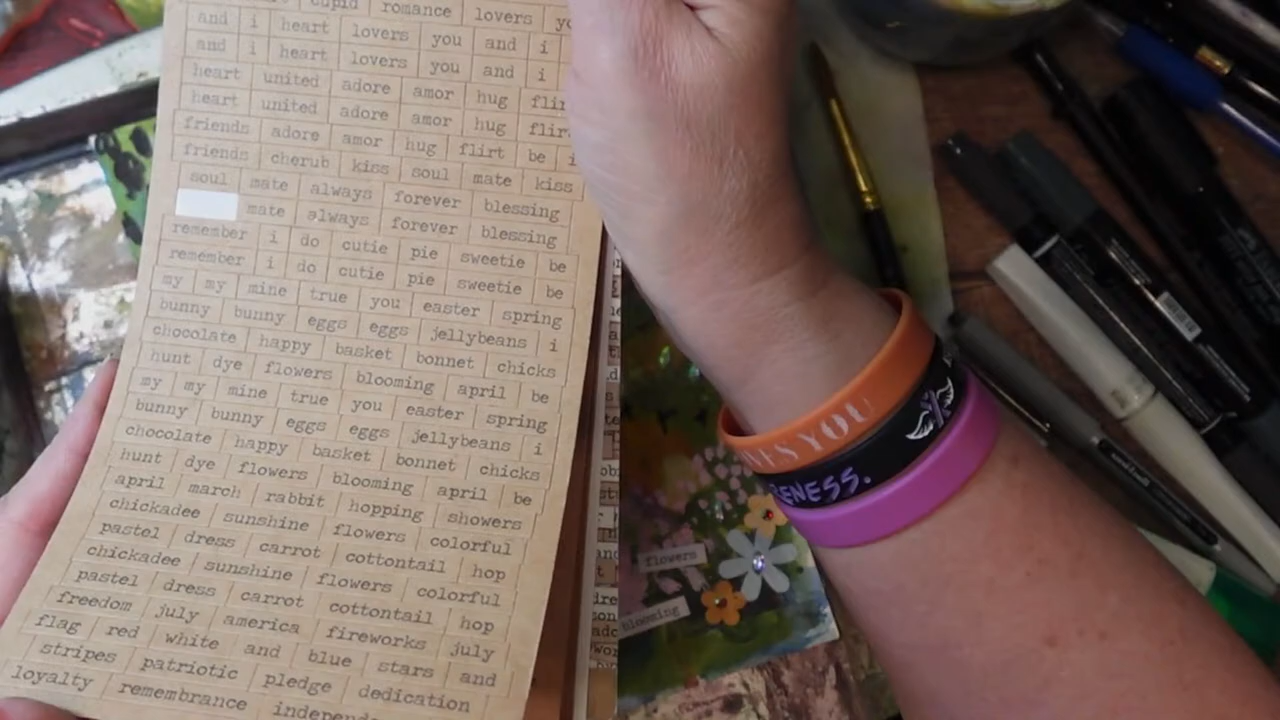 cupid romance lovers
and i heart lovers you and i
and i heart lovers you and i
heart united adore amor hug
heart united adore amor hug
friends adore amor hug flirt be
friends cherub kiss soul mate kiss
soul mate always forever blessing
mate always forever blessing
remember i do cutie pie sweetie be
remember i do cutie pie sweetie be
my my mine true you easter spring
bunny bunny eggs eggs jellybeans i
chocolate happy basket bonnet chicks
hunt dye flowers blooming april be
my my mine true you easter spring
bunny bunny eggs eggs jellybeans i
chocolate happy basket bonnet chicks
hunt dye flowers blooming april be
april march rabbit hopping showers
chickadee sunshine flowers colorful
pastel dress carrot cottontail hop
chickadee sunshine flowers colorful
pastel dress carrot cottontail hop
freedom july america fireworks july
flag red white and blue stars and
stripes patriotic pledge dedication
loyalty remembrance
YOU
flowers
blooming